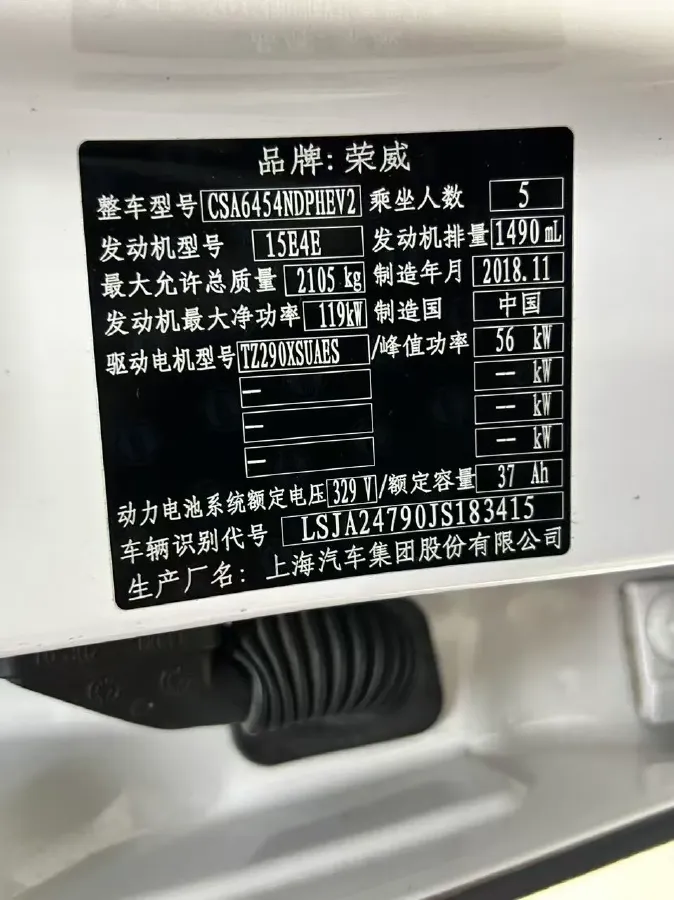 品牌:荣威
整车型号 CSA6454NDPHEV2 乘坐人数 5
发动机型号 15E4E 发动机排量 1490 mL
最大允许总质量 2105 kg 制造年月 2018.11
发动机最大净功率 119kW 制造国 中国
驱动电机型号 TZ290XSUAES /峰值功率 56 kW
— -- kW
— -- kW
— -- kW
动力电池系统额定电压 329 V /额定容量 37 Ah
车辆识别代号 LSJA24790JS183415
生产厂名: 上海汽车集团股份有限公司